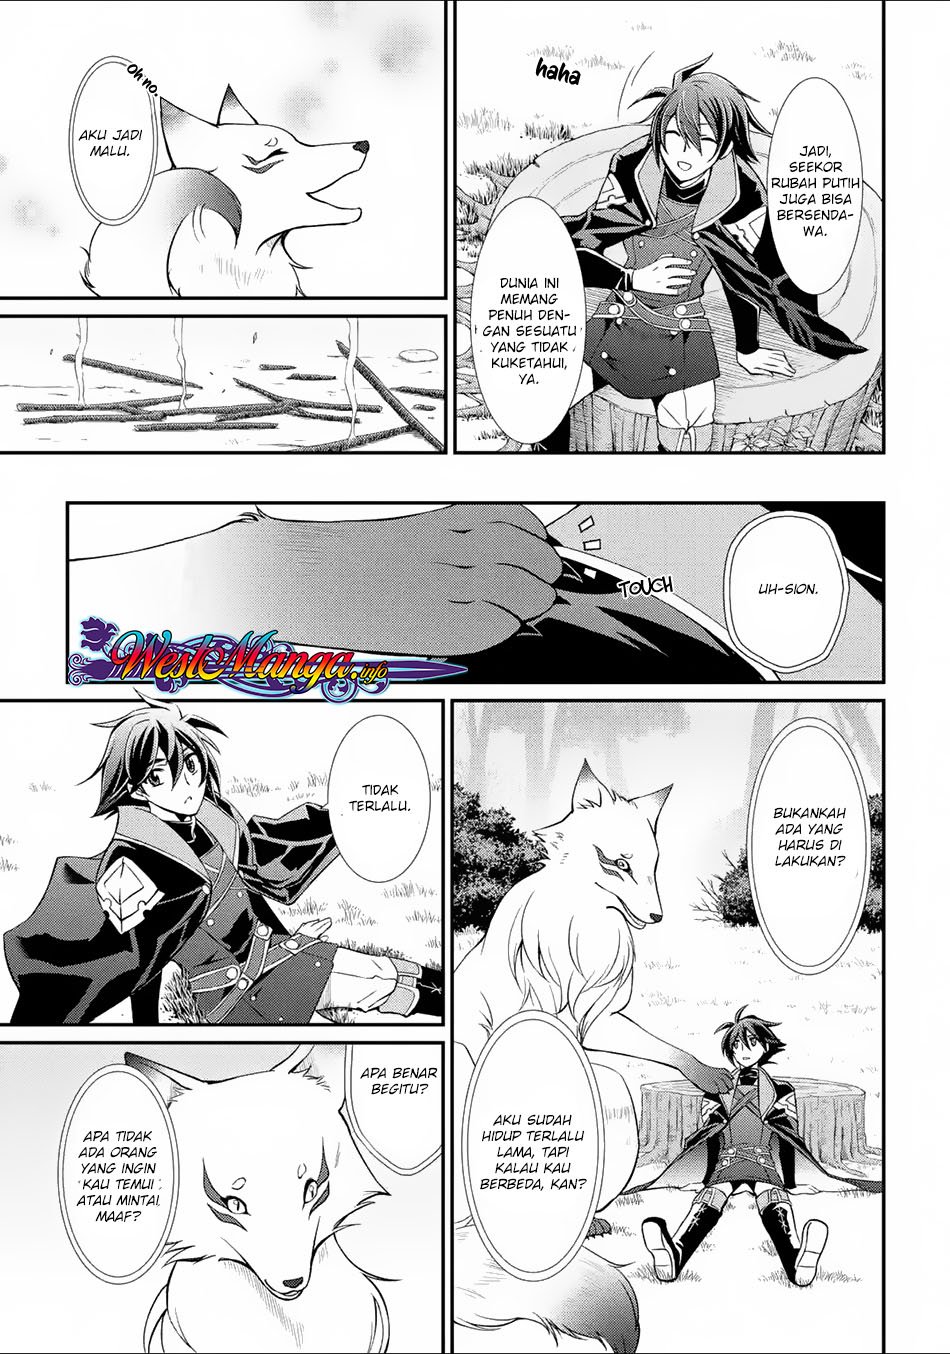 haha
JADI,
SEEKOR
RUBAH PUTIH
JUGA BISA
BERSENDA-
WA.
DUNIA INI
MEMANG
PENUH DEN-
GAN SESUATU
YANG TIDAK
KUKETAHUI,
YA.
Oh no.
AKU JADI
MALU.
UH-SION.
TOUCH
WestManga.info
BUKANKAH
ADA YANG
HARUS DI
LAKUKAN?
AKU SUDAH
HIDUP TERLALU
LAMA, TAPI
KALAU KAU
BERBEDA, KAN?
TIDAK
TERLALU.
APA BENAR
BEGITU?
APA TIDAK
ADA ORANG
YANG INGIN
KAU TEMUI
ATAU MINTAI
MAAF?